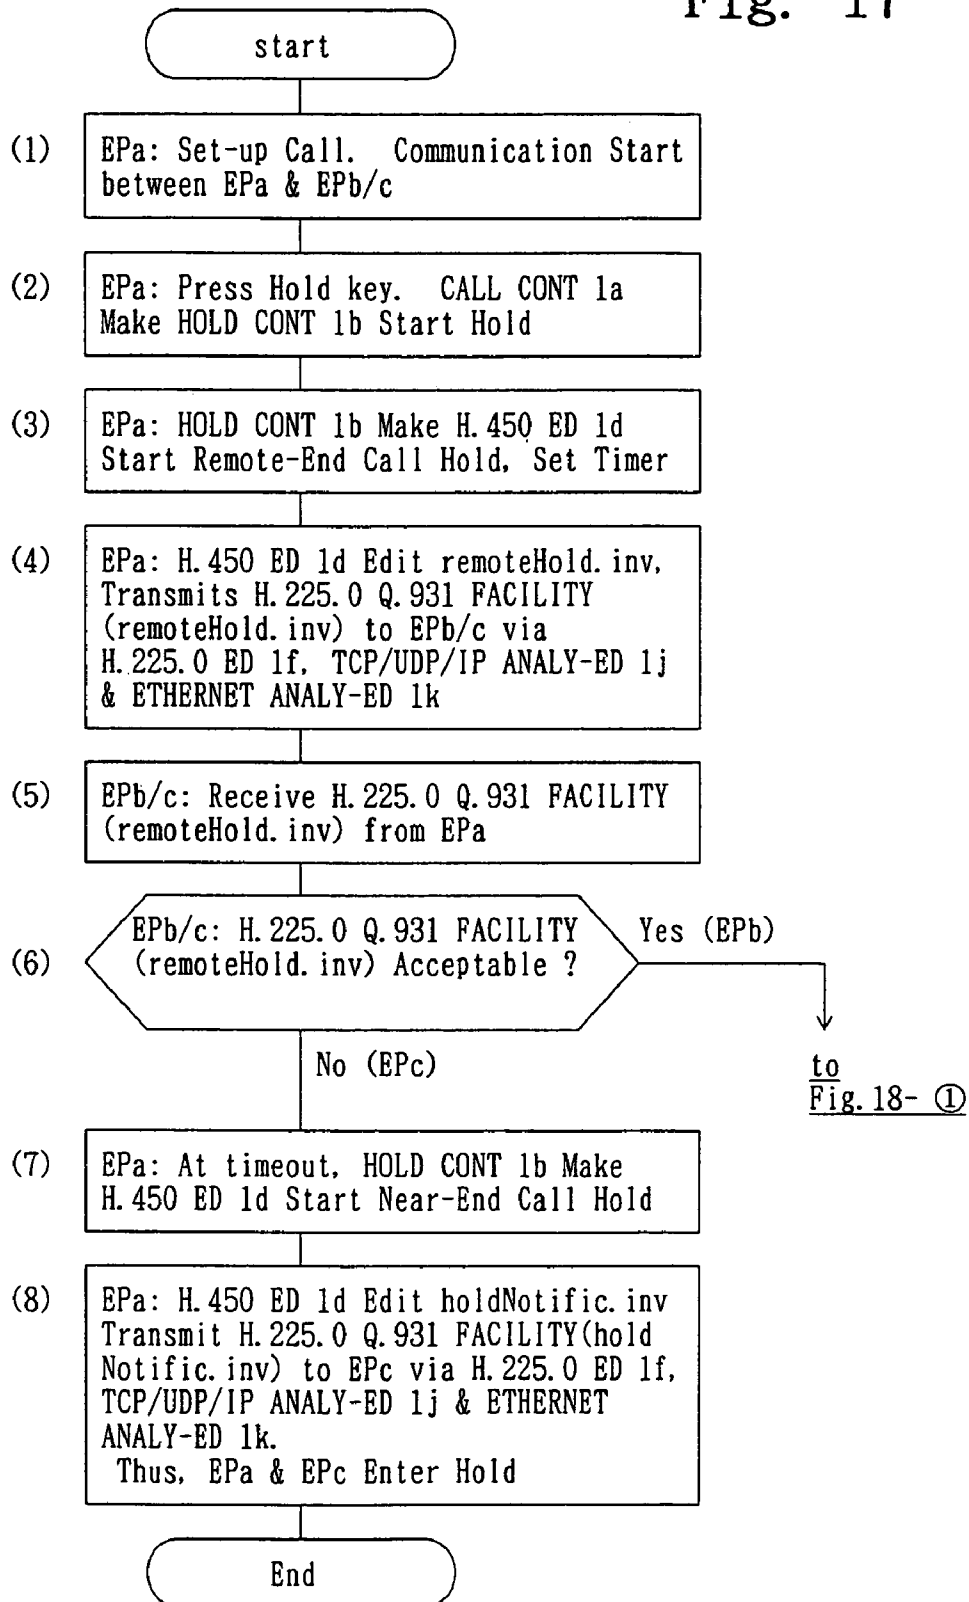 Fig. 17
start
(1)
EPa: Set-up Call. Communication Start
between EPa & EPb/c
(2)
EPa: Press Hold key. CALL CONT 1a
Make HOLD CONT 1b Start Hold
(3)
EPa: HOLD CONT 1b Make H.450 ED 1d
Start Remote-End Call Hold, Set Timer
(4)
EPa: H.450 ED 1d Edit remoteHold.inv,
Transmits H.225.0 Q.931 FACILITY
(remoteHold.inv) to EPb/c via
H.225.0 ED 1f, TCP/UDP/IP ANALY-ED 1j
& ETHERNET ANALY-ED 1k
(5)
EPb/c: Receive H.225.0 Q.931 FACILITY
(remoteHold.inv) from EPa
(6)
EPb/c: H.225.0 Q.931 FACILITY
(remoteHold.inv) Acceptable ?
Yes (EPb)
No (EPc)
to
Fig.18- ①
(7)
EPa: At timeout, HOLD CONT 1b Make
H.450 ED 1d Start Near-End Call Hold
(8)
EPa: H.450 ED 1d Edit holdNotific.inv
Transmit H.225.0 Q.931 FACILITY(hold
Notific.inv) to EPc via H.225.0 ED 1f,
TCP/UDP/IP ANALY-ED 1j & ETHERNET
ANALY-ED 1k.
Thus, EPa & EPc Enter Hold
End